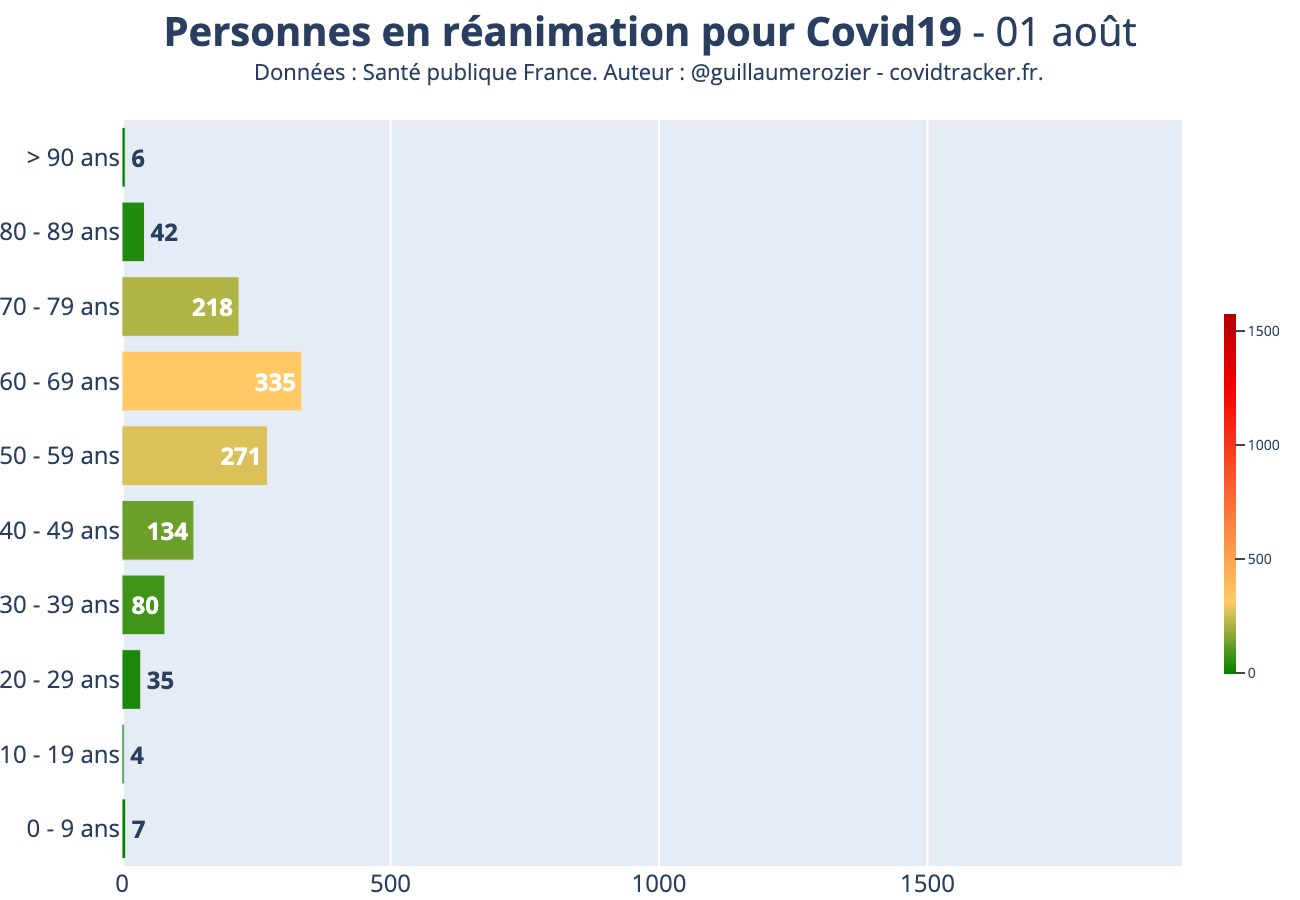 Personnes en réanimation pour Covid19 - 01 août
Données : Santé publique France. Auteur : @guillaumerozier - covidtracker.fr.
> 90 ans 6
80 - 89 ans 42
70 - 79 ans 218
60 - 69 ans 335
50 - 59 ans 271
40 - 49 ans 134
30 - 39 ans 80
20 - 29 ans 35
10 - 19 ans 4
0 - 9 ans 7
0 500 1000 1500
1500
1000
500
0